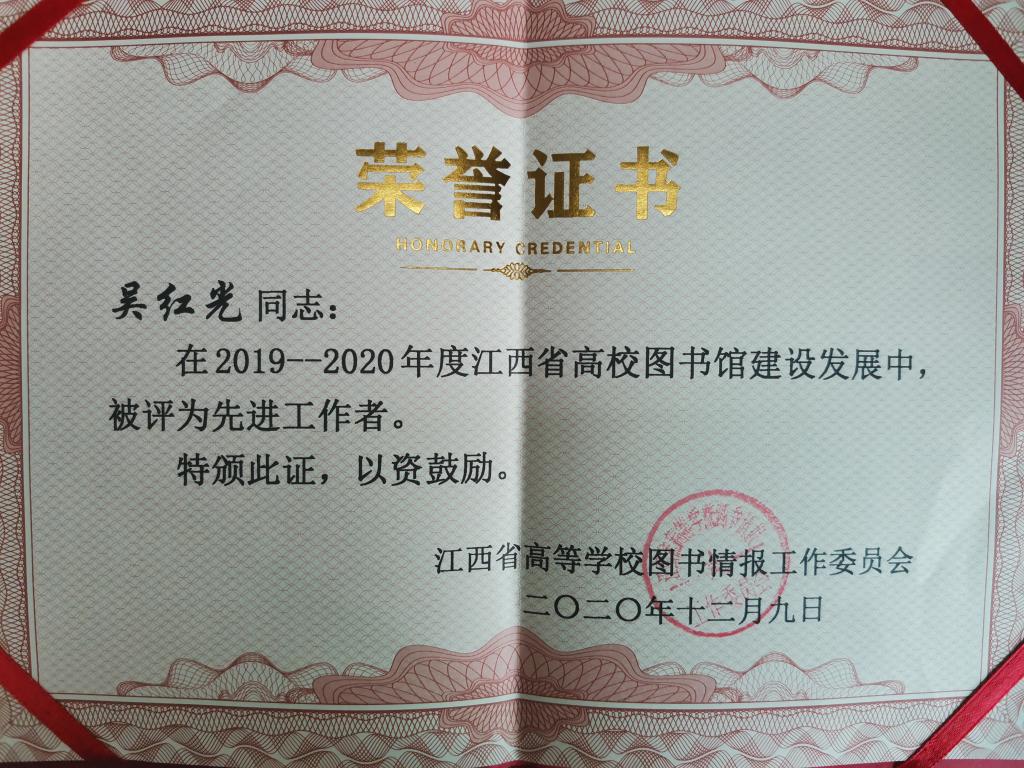 荣誉证书
HONORARY CREDENTIAL
吴红光 同志：
在2019--2020年度江西省高校图书馆建设发展中，
被评为先进工作者。
特颁此证，以资鼓励。
江西省高等学校图书情报工作委员会
二〇二〇年十二月九日